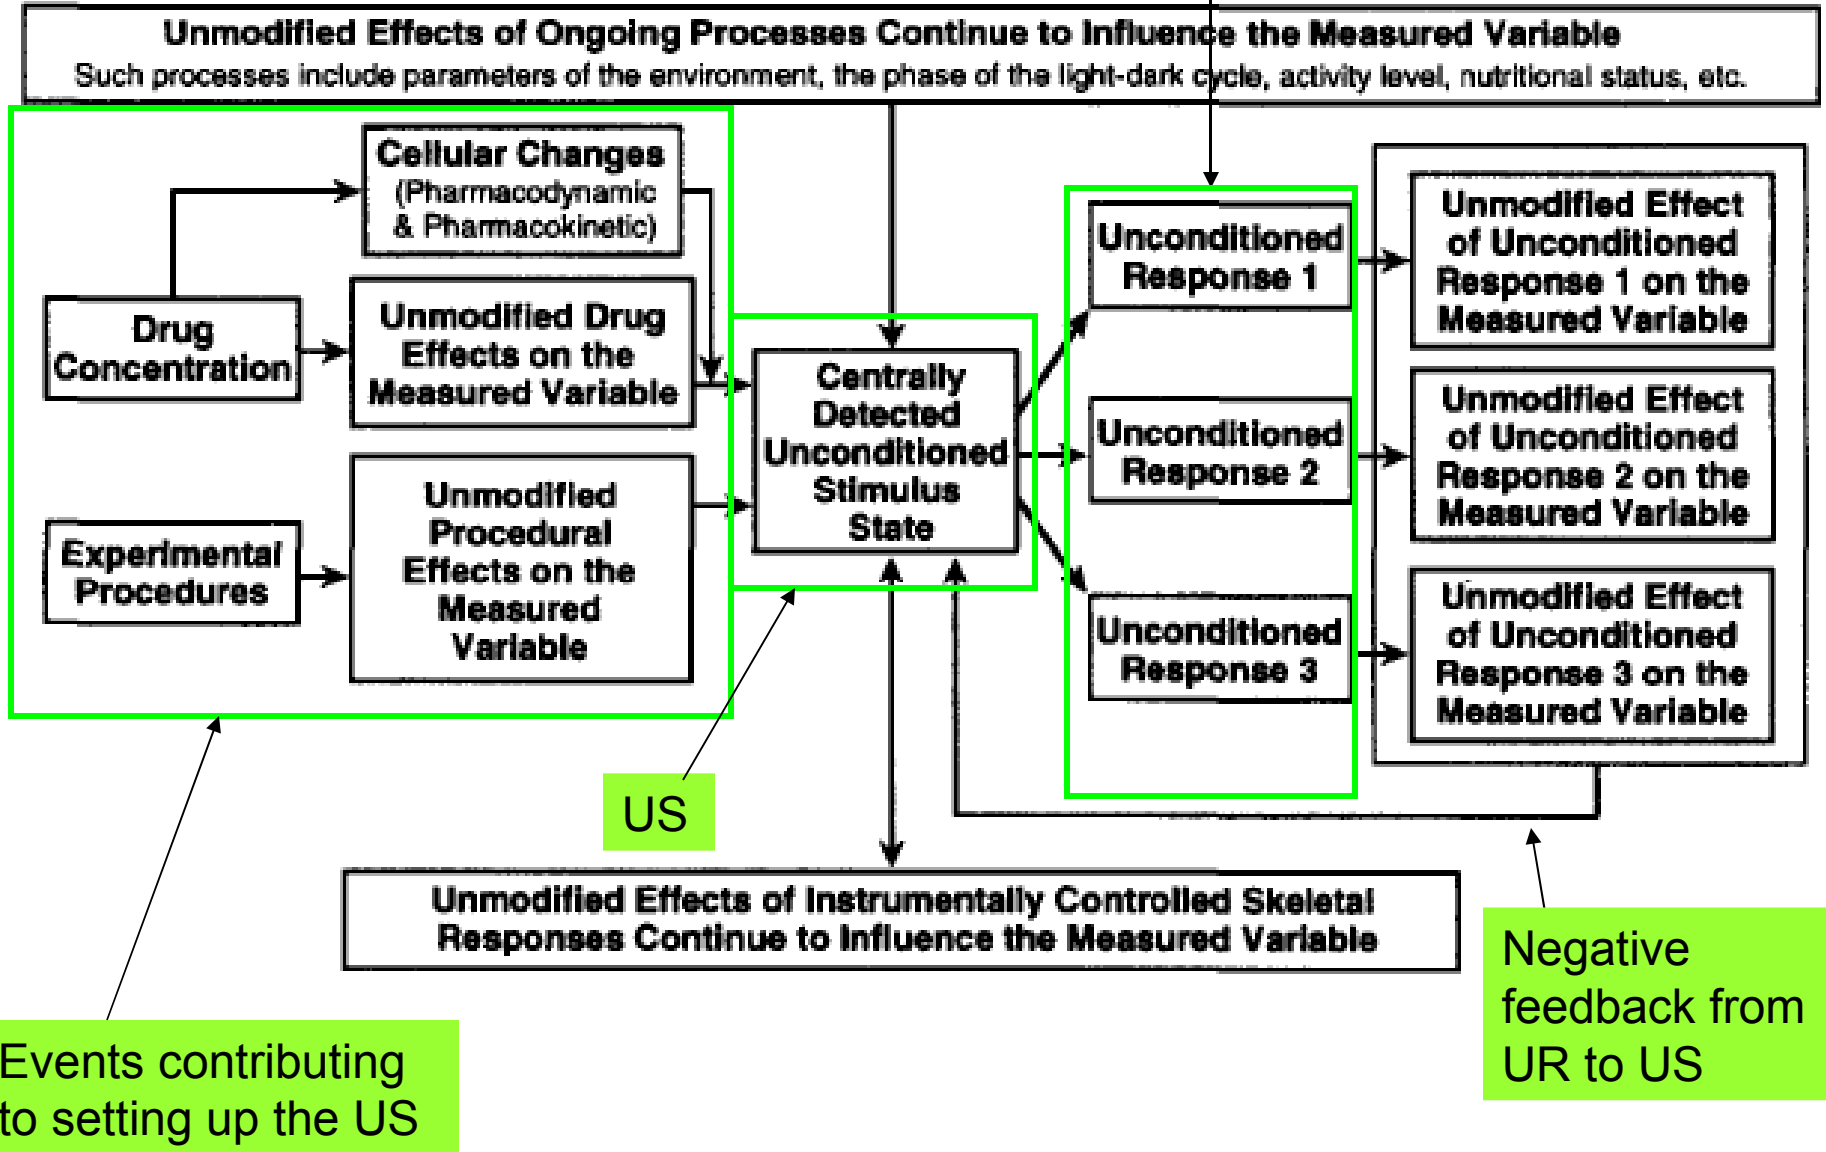 Unmodified Effects of Ongoing Processes Continue to Influence the Measured Variable
Such processes include parameters of the environment, the phase of the light-dark cycle, activity level, nutritional status, etc.
Cellular Changes
(Pharmacodynamic
& Pharmacokinetic)
Drug
Concentration
Unmodified Drug
Effects on the
Measured Variable
Experimental
Procedures
Unmodified
Procedural
Effects on the
Measured
Variable
Centrally
Detected
Unconditioned
Stimulus
State
Unconditioned
Response 1
Unconditioned
Response 2
Unconditioned
Response 3
Unmodified Effect
of Unconditioned
Response 1 on the
Measured Variable
Unmodified Effect
of Unconditioned
Response 2 on the
Measured Variable
Unmodified Effect
of Unconditioned
Response 3 on the
Measured Variable
US
Unmodified Effects of Instrumentally Controlled Skeletal
Responses Continue to Influence the Measured Variable
Negative
feedback from
UR to US
Events contributing
to setting up the US